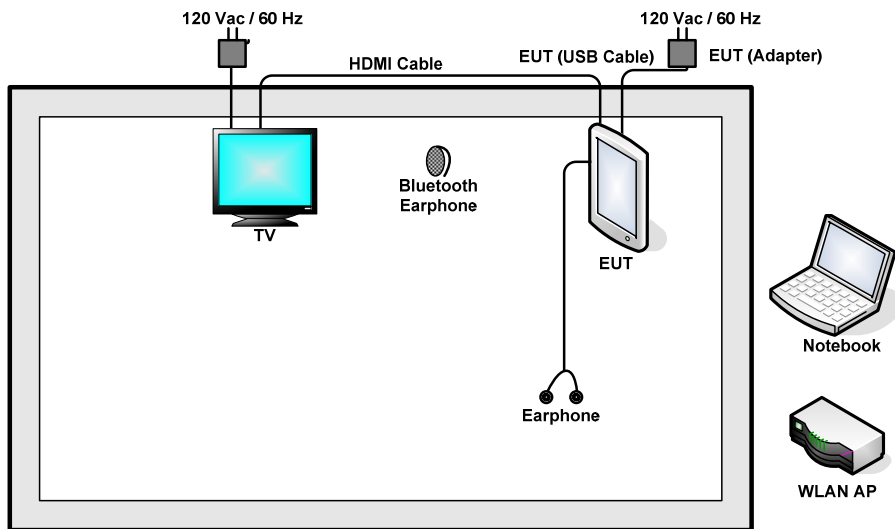 120 Vac / 60 Hz
120 Vac / 60 Hz
HDMI Cable
EUT (USB Cable)
EUT (Adapter)
Bluetooth
Earphone
TV
EUT
Notebook
Earphone
WLAN AP